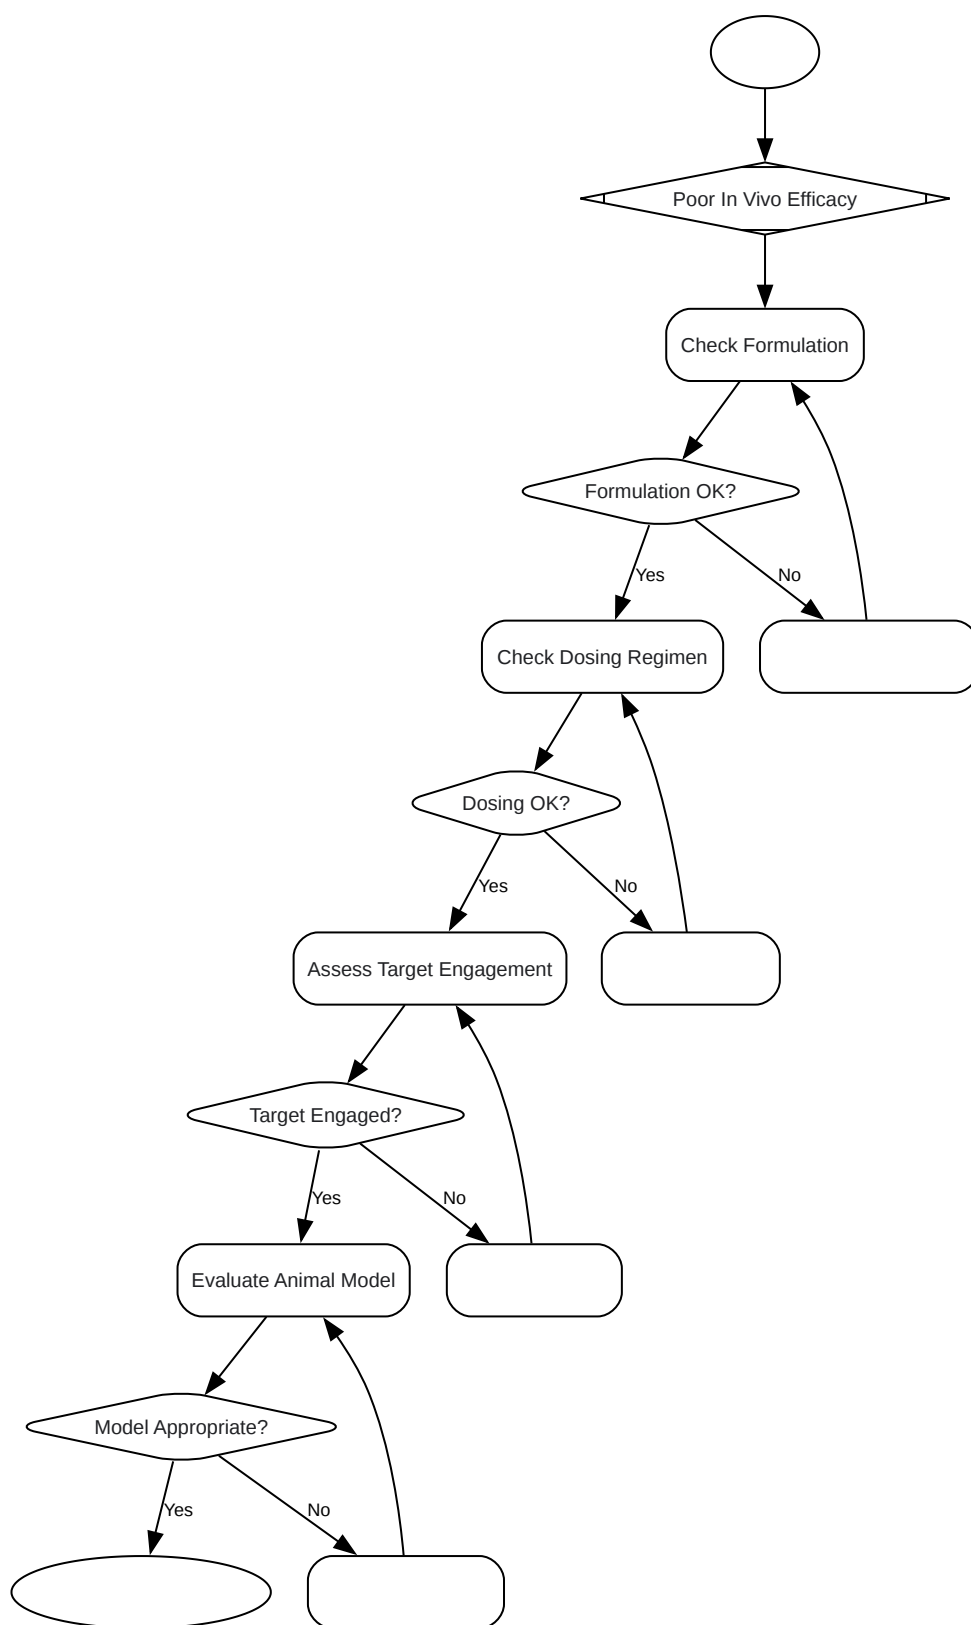 Poor In Vivo Efficacy
Check Formulation
Formulation OK?
Yes
No
Check Dosing Regimen
Dosing OK?
Yes
No
Assess Target Engagement
Target Engaged?
Yes
No
Evaluate Animal Model
Model Appropriate?
Yes
No